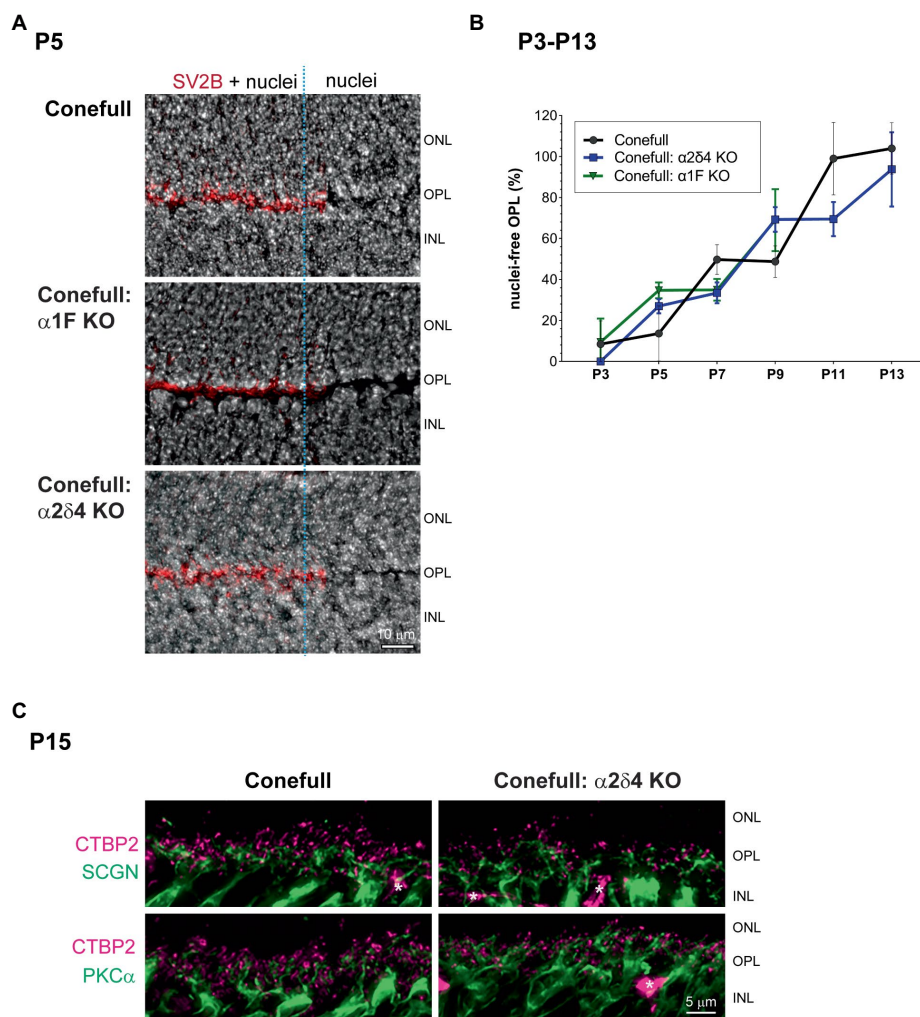 A
P5
SV2B + nuclei nuclei
Conefull
ONL
OPL
INL
Conefull:
α1F KO
ONL
OPL
INL
Conefull:
α2δ4 KO
ONL
OPL
INL
10 μm
B
P3-P13
nuclei-free OPL (%)
120
100
80
60
40
20
0
Conefull
Conefull: α2δ4 KO
Conefull: α1F KO
P3 P5 P7 P9 P11 P13
C
P15
Conefull Conefull: α2δ4 KO
CTBP2
SCGN
ONL
OPL
INL
* * *
CTBP2
PKCα
ONL
OPL
INL
*
5 μm